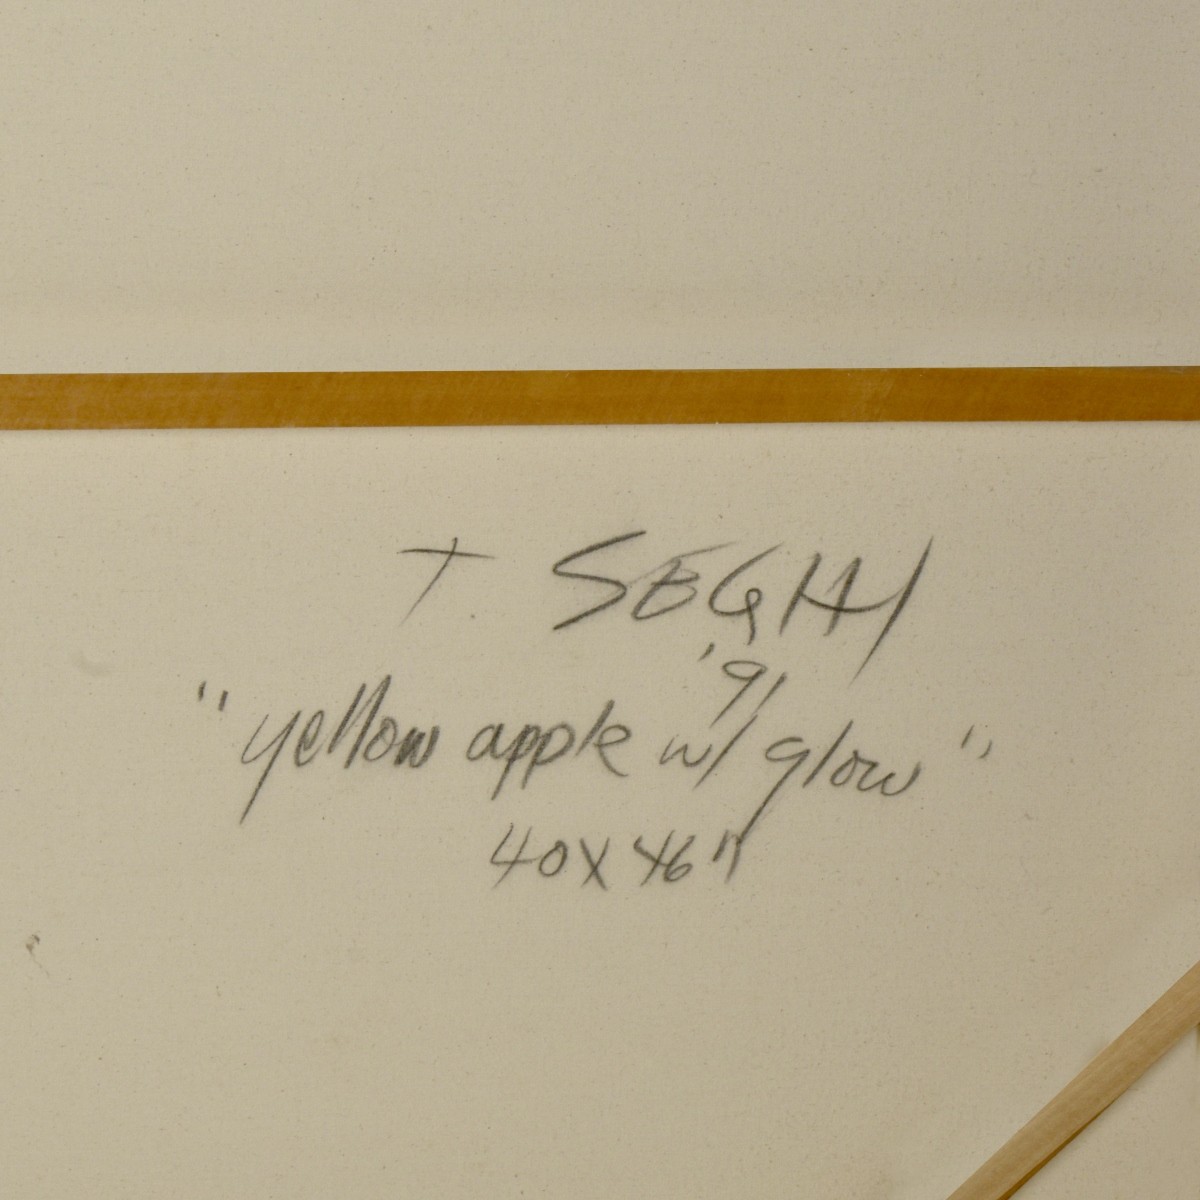 T SEGHI
'91
"yellow apple w/ glow"
40 X 46"